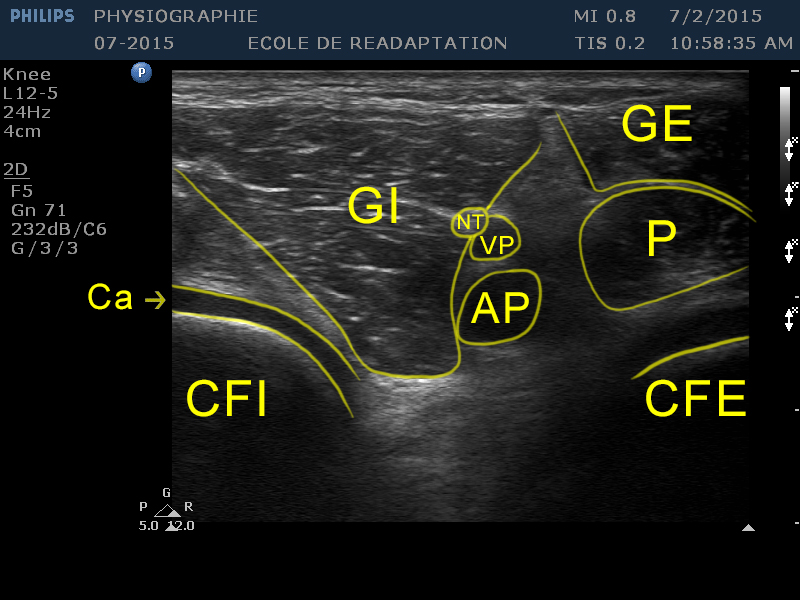 PHILIPS PHYSIOGRAPHIE MI 0.8 7/2/2015
07-2015 ECOLE DE READAPTATION TIS 0.2 10:58:35 AM
Knee
L12-5
24Hz
4cm
2D
F5
Gn 71
232dB/C6
G/3/3
P
GE
GI
NT
VP
P
Ca →
AP
CFI
CFE
G
P R
5.0 12.0